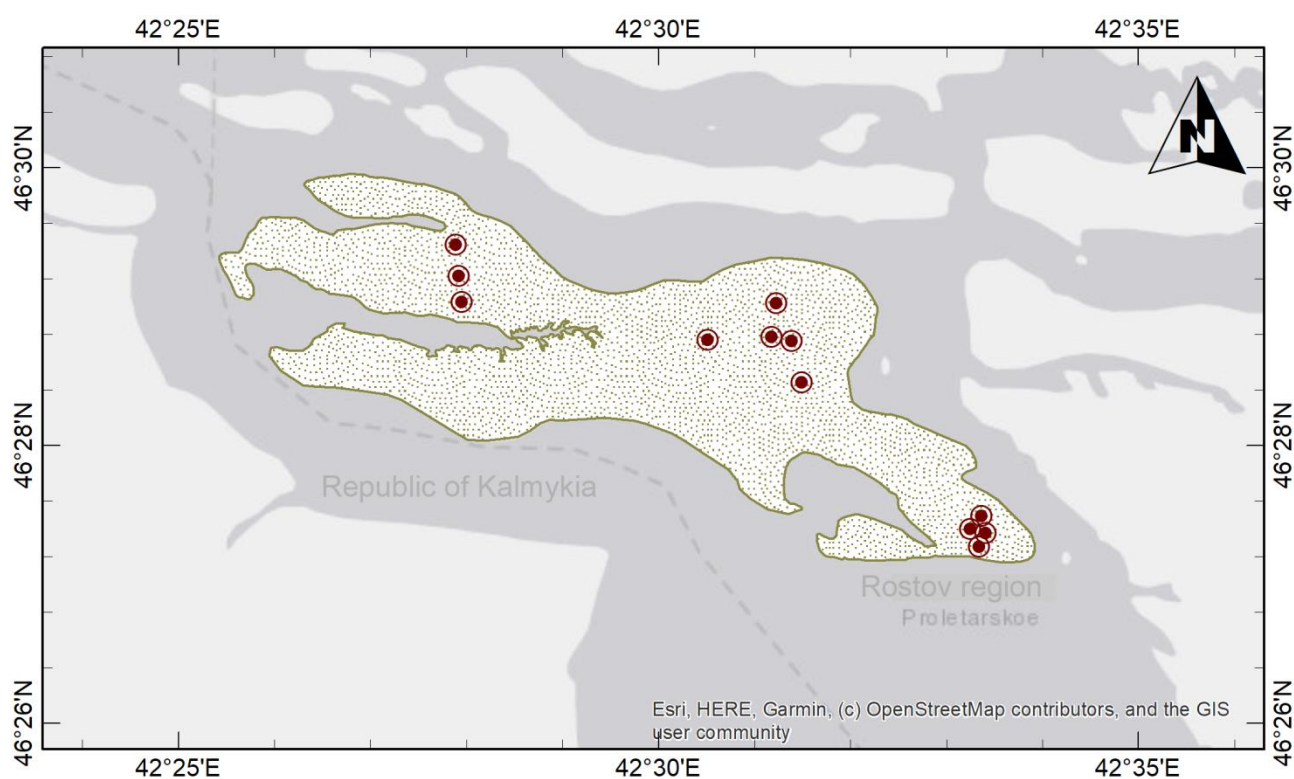 42°25'E 42°30'E 42°35'E
N
46°30'N 46°30'N
46°28'N 46°28'N
Republic of Kalmykia
Rostov region
Proletarskoe
Esri, HERE, Garmin, (c) OpenStreetMap contributors, and the GIS
user community
46°26'N 46°26'N
42°25'E 42°30'E 42°35'E